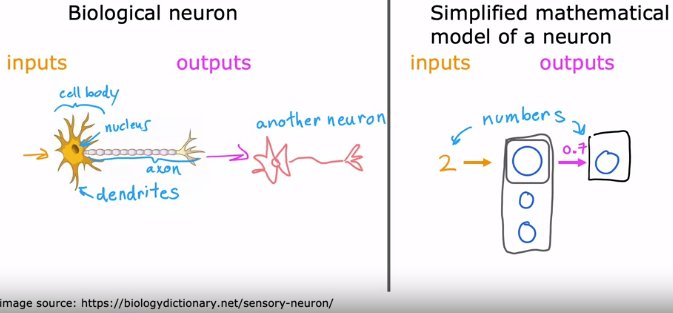 Biological neuron
inputs
outputs
cell body
nucleus
axon
dendrites
another neuron
image source: https://biologydictionary.net/sensory-neuron/
Simplified mathematical
model of a neuron
inputs
outputs
numbers
2
0.7